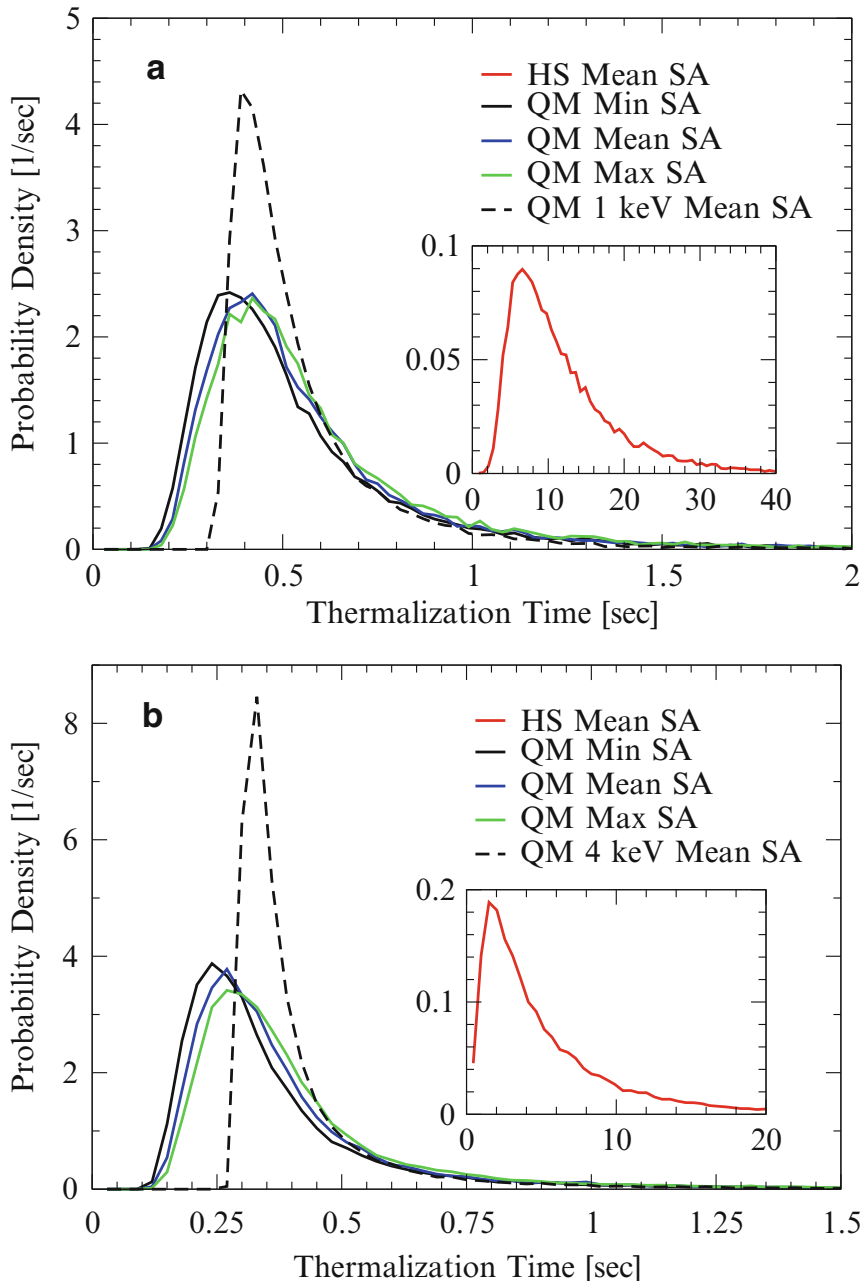 5
4
3
2
1
0
Probability Density [1/sec]
a
HS Mean SA
QM Min SA
QM Mean SA
QM Max SA
QM 1 keV Mean SA
0.1
0.05
0
0 10 20 30 40
0 0.5 1 1.5 2
Thermalization Time [sec]
8
6
4
2
0
Probability Density [1/sec]
b
HS Mean SA
QM Min SA
QM Mean SA
QM Max SA
QM 4 keV Mean SA
0.2
0.1
0
0 10 20
0 0.25 0.5 0.75 1 1.25 1.5
Thermalization Time [sec]